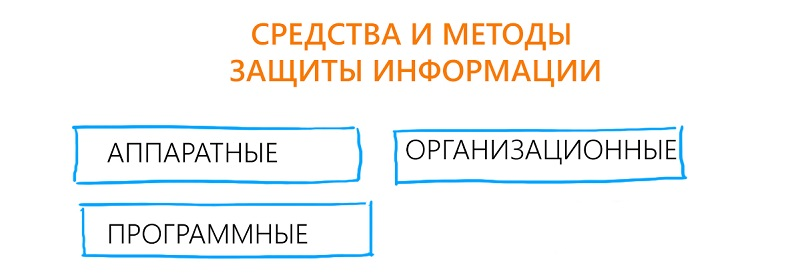 СРЕДСТВА И МЕТОДЫ
ЗАЩИТЫ ИНФОРМАЦИИ
АППАРАТНЫЕ
ОРГАНИЗАЦИОННЫЕ
ПРОГРАММНЫЕ